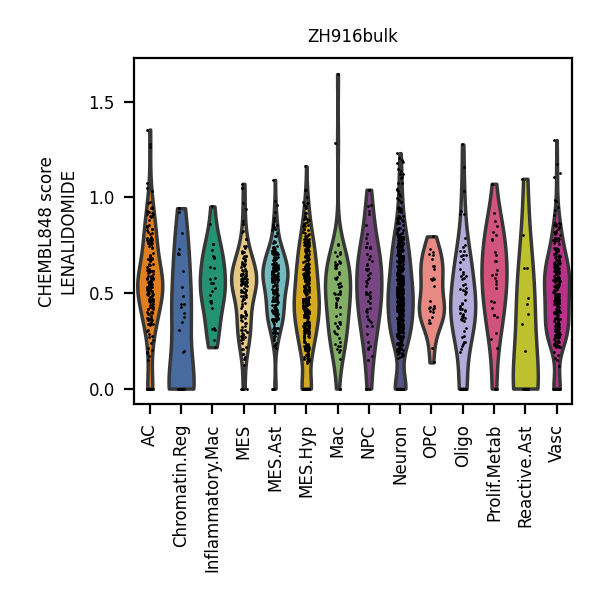 ZH916bulk
CHEMBL848 score
LENALIDOMIDE
1.5
1.0
0.5
0.0
AC
Chromatin.Reg
Inflammatory.Mac
MES
MES.Ast
MES.Hyp
Mac
NPC
Neuron
OPC
Oligo
Prolif.Metab
Reactive.Ast
Vasc